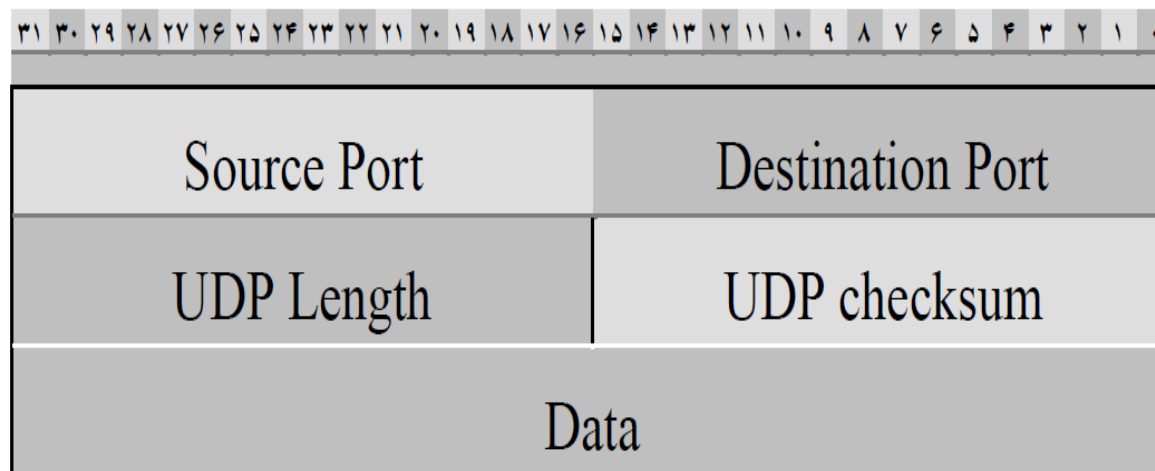 ۳۱ ۳۰ ۲۹ ۲۸ ۲۷ ۲۶ ۲۵ ۲۴ ۲۳ ۲۲ ۲۱ ۲۰ ۱۹ ۱۸ ۱۷ ۱۶ ۱۵ ۱۴ ۱۳ ۱۲ ۱۱ ۱۰ ۹ ۸ ۷ ۶ ۵ ۴ ۳ ۲ ۱ ۰
Source Port Destination Port
UDP Length UDP checksum
Data